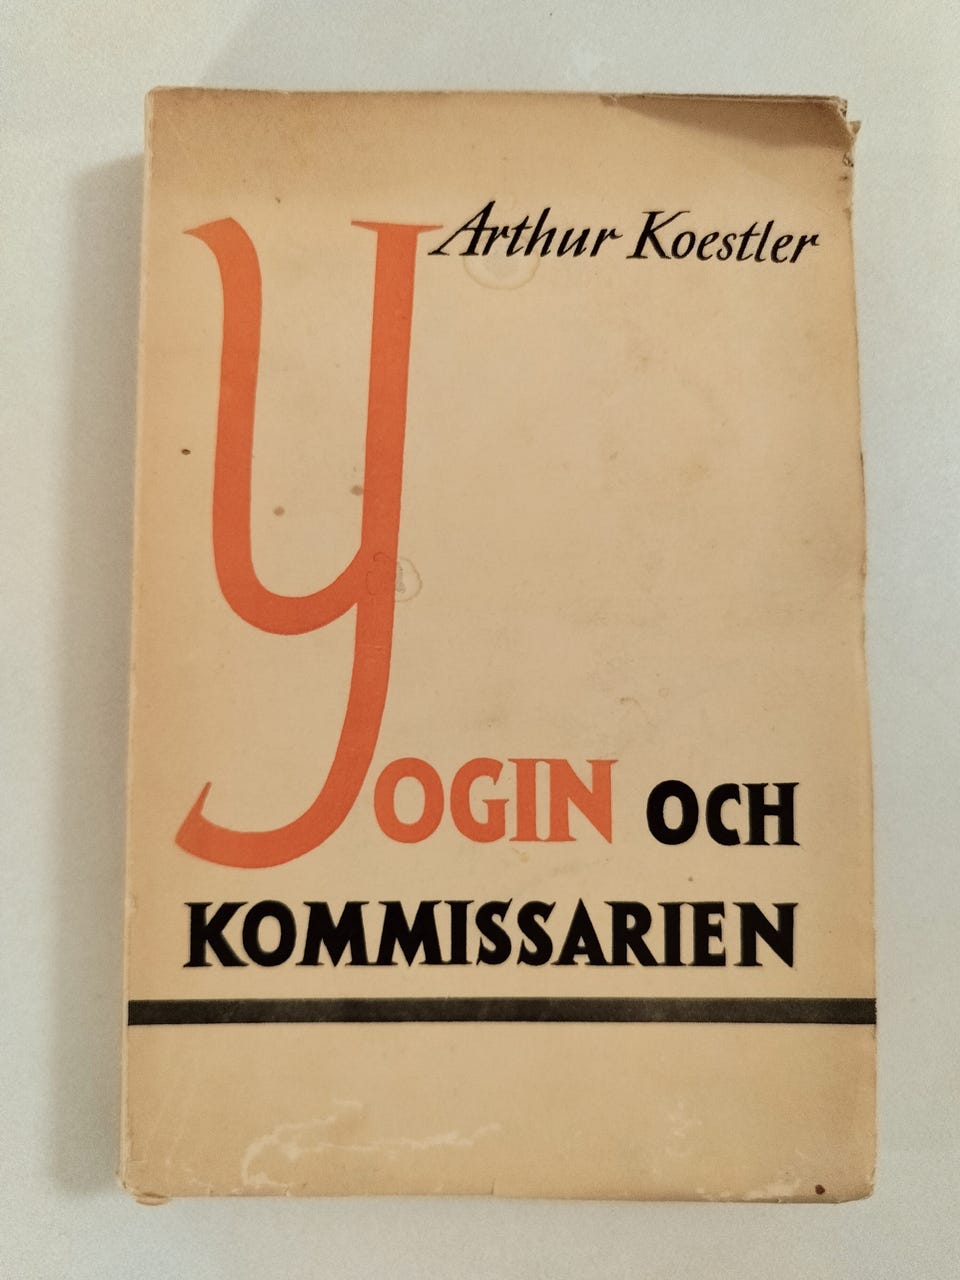 Arthur Koestler
YOGIN OCH
KOMMISSARIEN